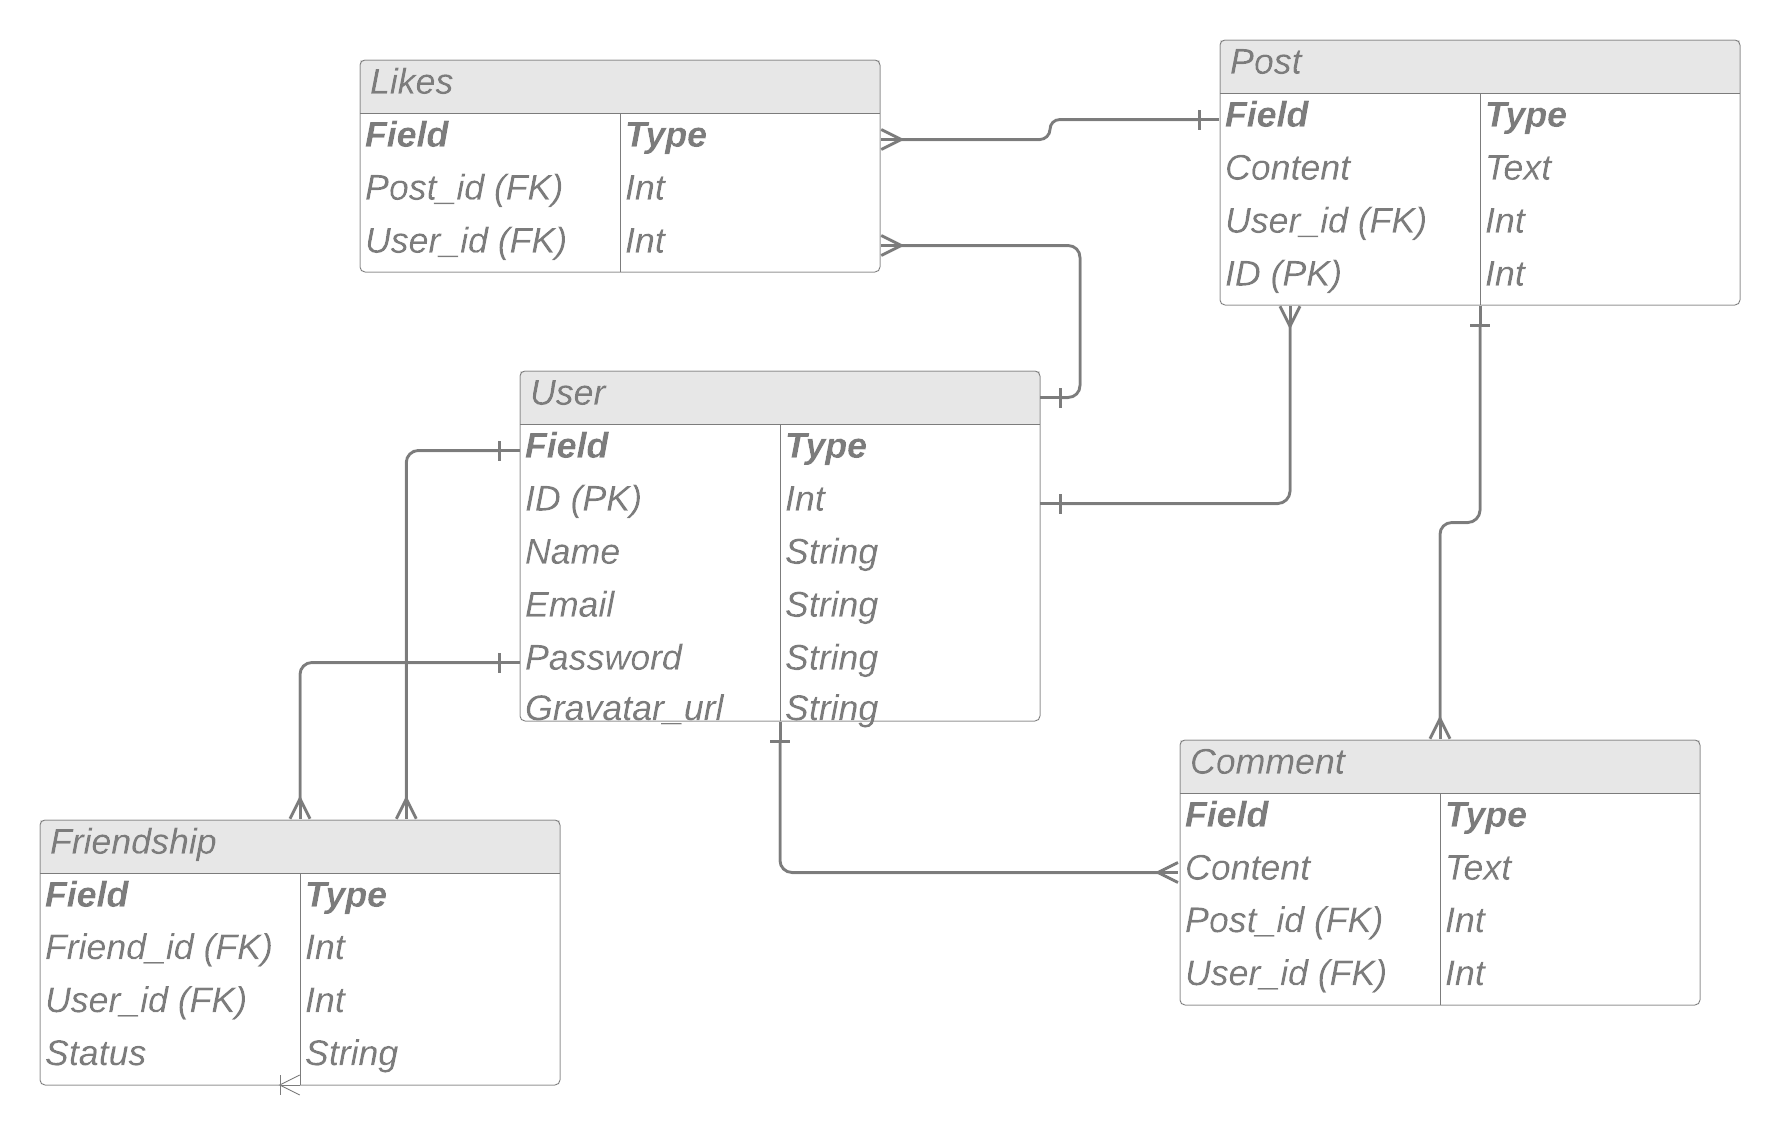 Likes
Field Type
Post_id (FK) Int
User_id (FK) Int
Post
Field Type
Content Text
User_id (FK) Int
ID (PK) Int
User
Field Type
ID (PK) Int
Name String
Email String
Password String
Gravatar_url String
Friendship
Field Type
Friend_id (FK) Int
User_id (FK) Int
Status String
Comment
Field Type
Content Text
Post_id (FK) Int
User_id (FK) Int